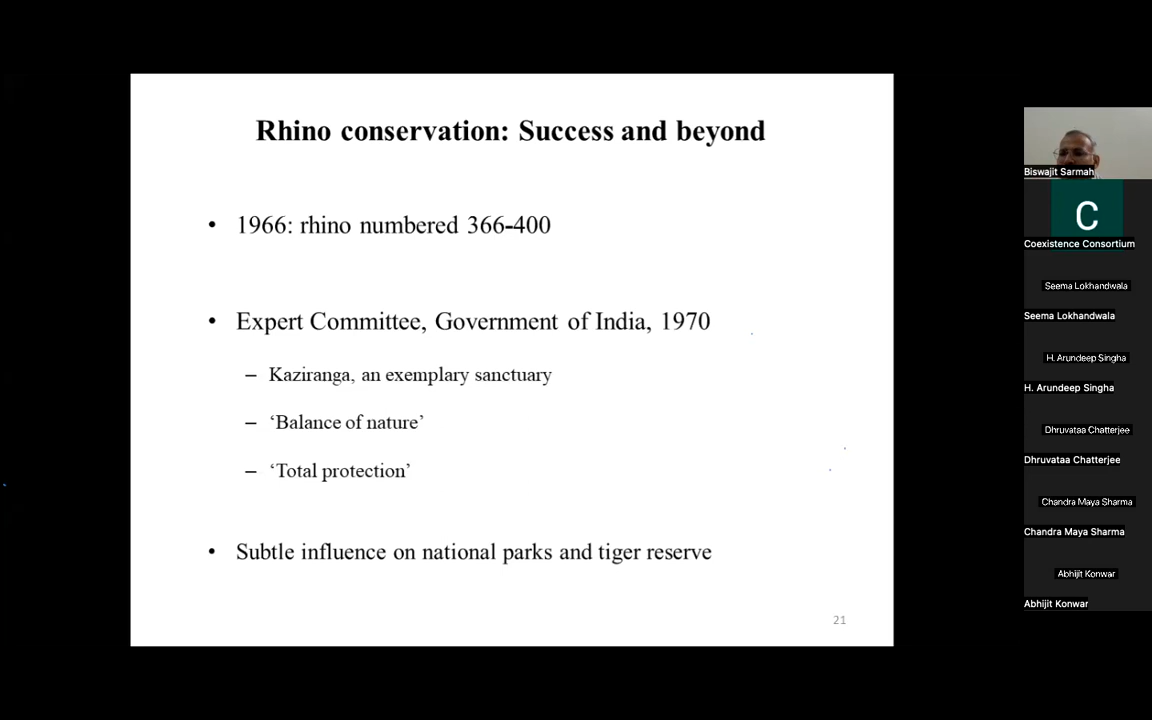 Rhino conservation: Success and beyond
• 1966: rhino numbered 366-400
• Expert Committee, Government of India, 1970
– Kaziranga, an exemplary sanctuary
– ‘Balance of nature’
– ‘Total protection’
• Subtle influence on national parks and tiger reserve
21
Biswajit Sarmah
C
Coexistence Consortium
Seema Lokhandwala
Seema Lokhandwala
H. Arundeep Singha
H. Arundeep Singha
Dhruvataa Chatterjee
Dhruvataa Chatterjee
Chandra Maya Sharma
Chandra Maya Sharma
Abhijit Konwar
Abhijit Konwar